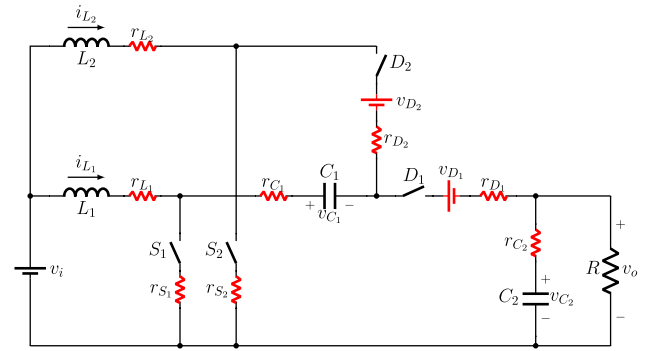 i_{L_2}
r_{L_2}
L_2
D_2
v_{D_2}
r_{D_2}
i_{L_1}
r_{L_1}
L_1
r_{C_1}
C_1
+ v_{C_1} −
D_1
v_{D_1}
r_{D_1}
S_1
S_2
r_{S_1}
r_{S_2}
v_i
r_{C_2}
+
C_2
v_{C_2}
−
+
R
v_o
−